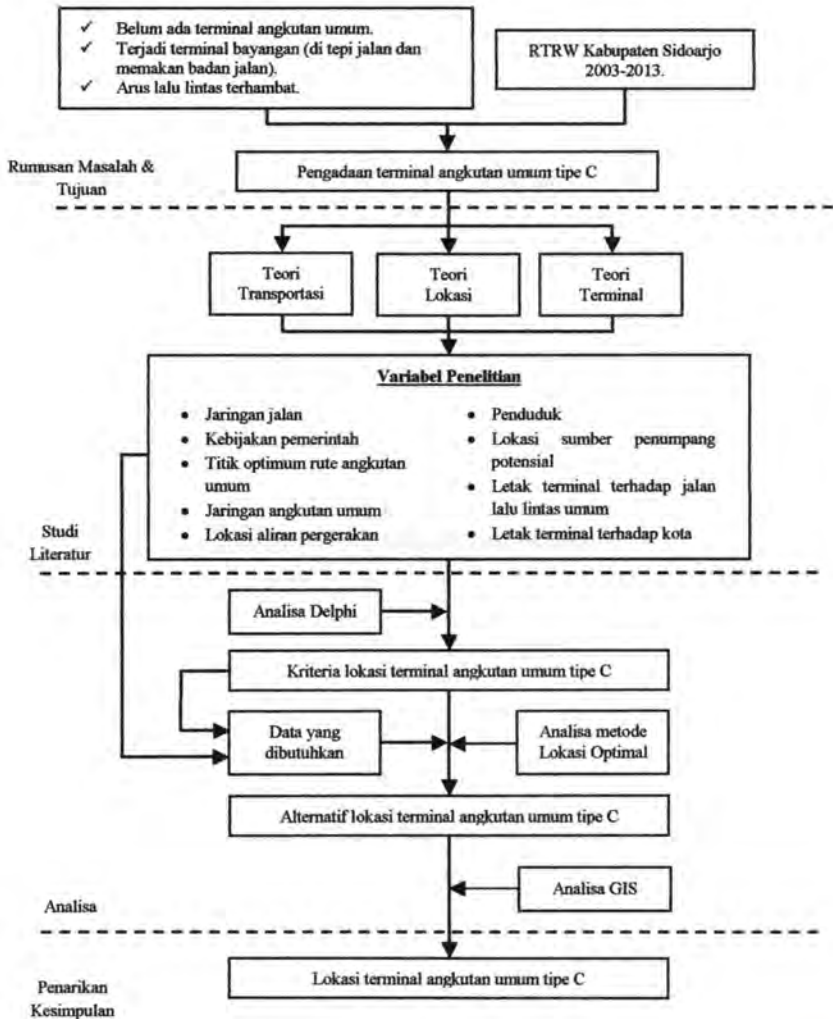 ✓ Belum ada terminal angkutan umum.
✓ Terjadi terminal bayangan (di tepi jalan dan
memakan badan jalan).
✓ Arus lalu lintas terhambat.
RTRW Kabupaten Sidoarjo
2003-2013.
Rumusan Masalah &
Tujuan
Pengadaan terminal angkutan umum tipe C
Teori
Transportasi
Teori
Lokasi
Teori
Terminal
Variabel Penelitian
• Jaringan jalan
• Kebijakan pemerintah
• Titik optimum rute angkutan
umum
• Jaringan angkutan umum
• Lokasi aliran pergerakan
• Penduduk
• Lokasi sumber penumpang
potensial
• Letak terminal terhadap jalan
lalu lintas umum
• Letak terminal terhadap kota
Studi
Literatur
Analisa Delphi
Kriteria lokasi terminal angkutan umum tipe C
Data yang
dibutuhkan
Analisa metode
Lokasi Optimal
Alternatif lokasi terminal angkutan umum tipe C
Analisa GIS
Analisa
Lokasi terminal angkutan umum tipe C
Penarikan
Kesimpulan